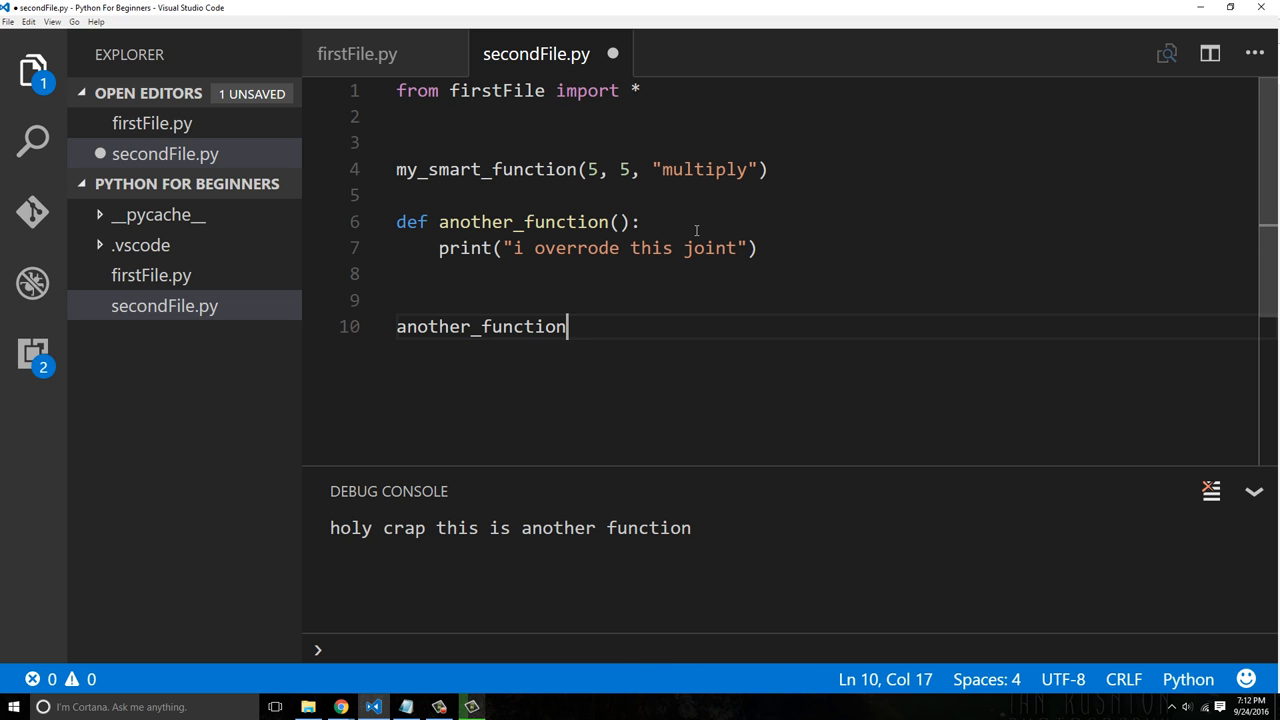 secondFile.py - Python For Beginners - Visual Studio Code
File Edit View Go Help
EXPLORER
OPEN EDITORS 1 UNSAVED
firstFile.py
secondFile.py
PYTHON FOR BEGINNERS
__pycache__
.vscode
firstFile.py
secondFile.py
1
2
firstFile.py secondFile.py
1 from firstFile import *
2
3
4 my_smart_function(5, 5, "multiply")
5
6 def another_function():
7 print("i overrode this joint")
8
9
10 another_function
DEBUG CONSOLE
holy crap this is another function
0 0 Ln 10, Col 17 Spaces: 4 UTF-8 CRLF Python
I'm Cortana. Ask me anything.
7:12 PM
9/24/2016